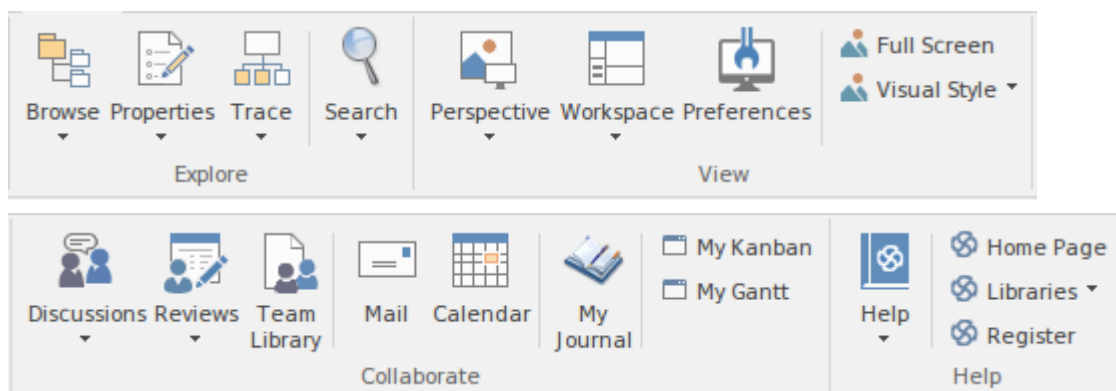 Browse Properties Trace Search Perspective Workspace Preferences Full Screen
Visual Style
Explore View
Discussions Reviews Team Library Mail Calendar My Journal My Kanban
My Gantt
Help Home Page
Libraries
Register
Collaborate Help